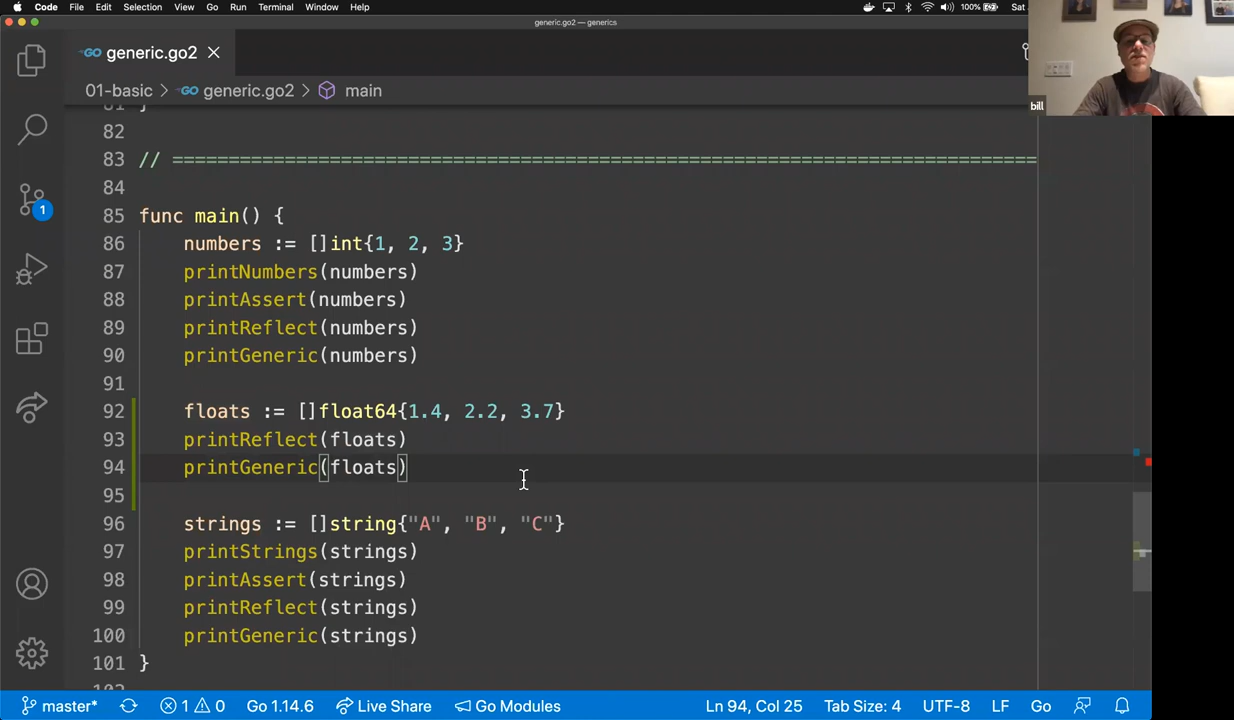 Code File Edit Selection View Go Run Terminal Window Help 100% Sat
generic.go2 — generics
GO generic.go2
01-basic > GO generic.go2 > main
bill
81 }
82
83 // =============================================================================
84
85 func main() {
86 numbers := []int{1, 2, 3}
87 printNumbers(numbers)
88 printAssert(numbers)
89 printReflect(numbers)
90 printGeneric(numbers)
91
92 floats := []float64{1.4, 2.2, 3.7}
93 printReflect(floats)
94 printGeneric(floats)
95
96 strings := []string{"A", "B", "C"}
97 printStrings(strings)
98 printAssert(strings)
99 printReflect(strings)
100 printGeneric(strings)
101 }
102
1
master* 1 0 Go 1.14.6 Live Share Go Modules Ln 94, Col 25 Tab Size: 4 UTF-8 LF Go